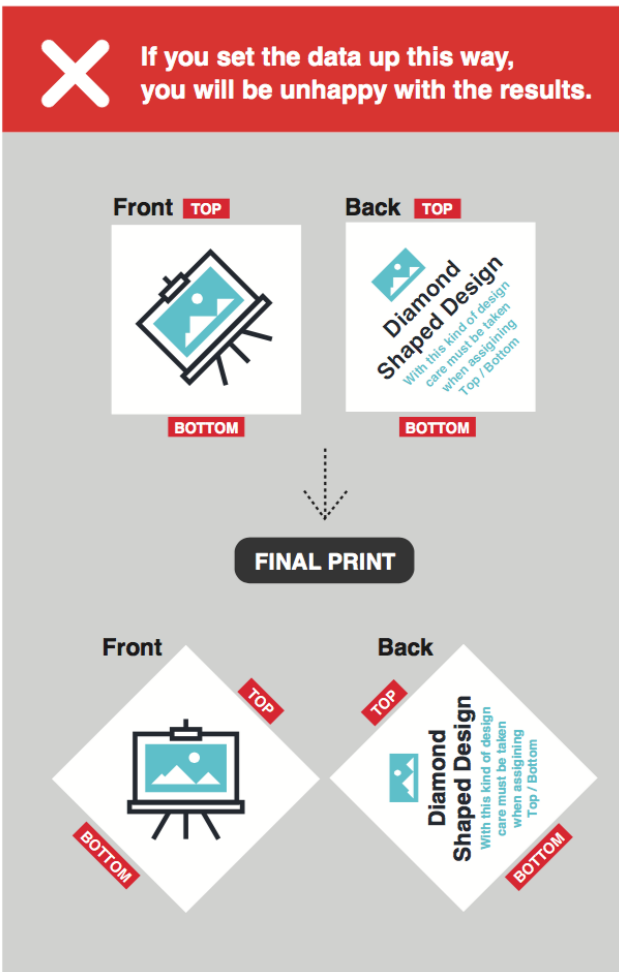 If you set the data up this way,
you will be unhappy with the results.
Front TOP
Back TOP
Diamond
Shaped Design
With this kind of design
care must be taken
when assigining
Top / Bottom
BOTTOM
BOTTOM
FINAL PRINT
Front
Back
TOP
BOTTOM
TOP
Diamond
Shaped Design
With this kind of design
care must be taken
when assigining
Top / Bottom
BOTTOM